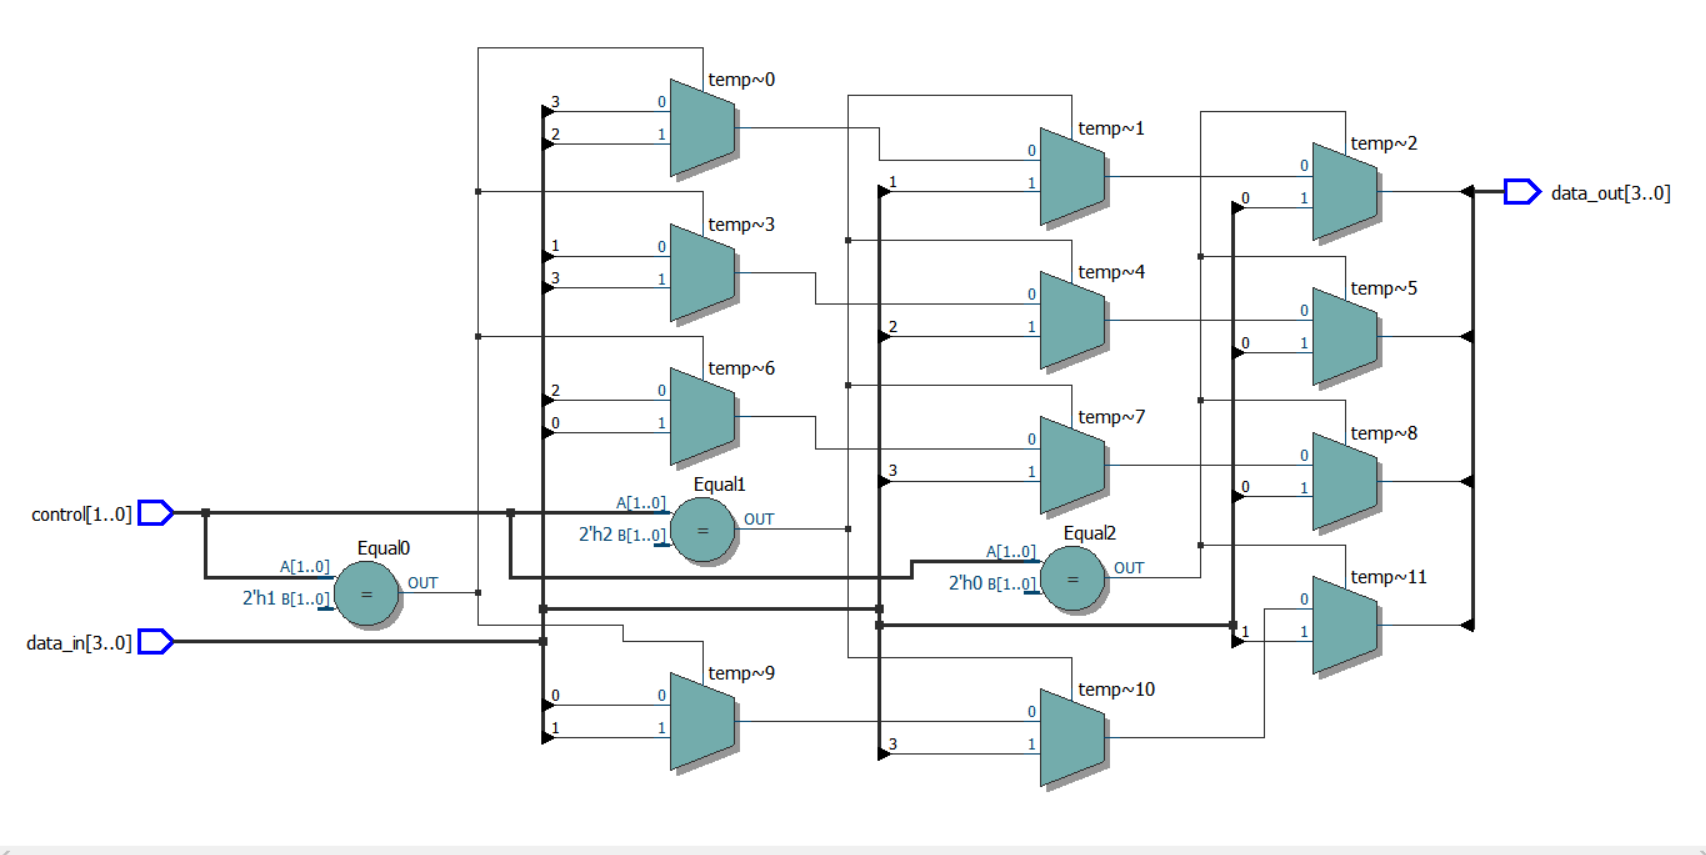 temp~0
3 0
2 1
temp~1
0
1 1
temp~2
0
0 1
data_out[3..0]
temp~3
1 0
3 1
temp~4
0
2 1
temp~5
0
0 1
temp~6
2 0
0 1
temp~7
0
3 1
temp~8
0
0 1
control[1..0]
Equal1
A[1..0]
2'h2 B[1..0]
=
OUT
Equal0
A[1..0]
2'h1 B[1..0]
=
OUT
Equal2
A[1..0]
2'h0 B[1..0]
=
OUT
temp~11
0
1 1
data_in[3..0]
temp~9
0 0
1 1
temp~10
0
3 1